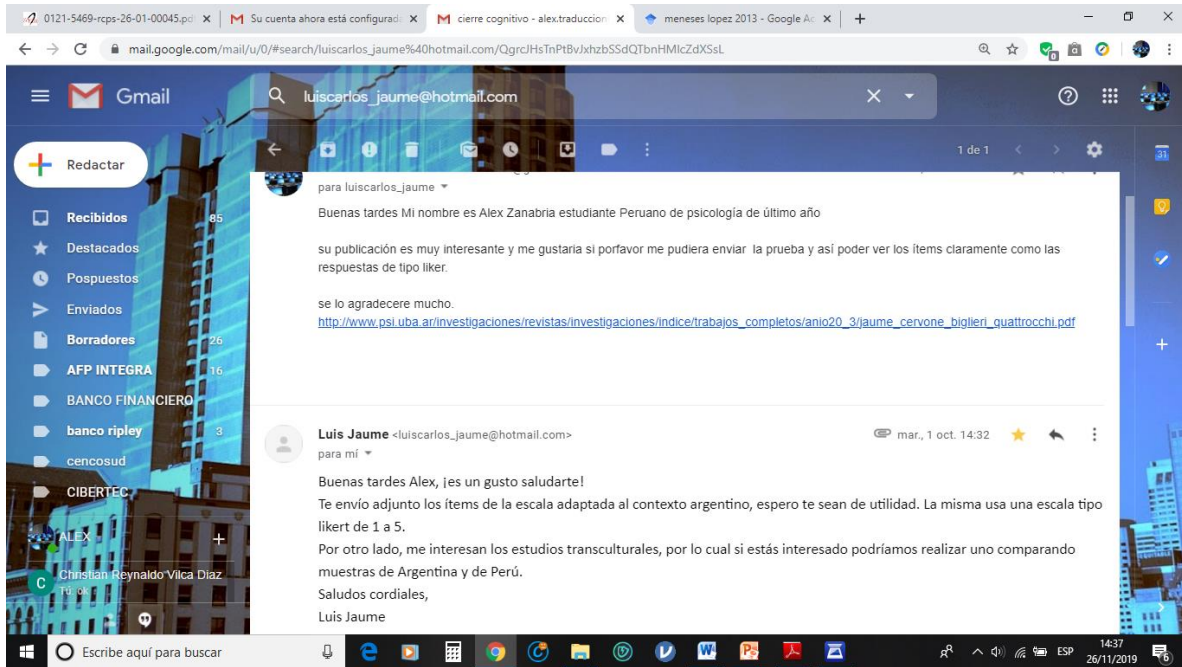 0121-5469-rcps-26-01-00045.pd
Su cuenta ahora está configurad
cierre cognitivo - alex.traduccion
meneses lopez 2013 - Google Ac
mail.google.com/mail/u/0/#search/luiscarlos_jaume%40hotmail.com/QgrcJHsTnPtBvJxhzbSSdQTbnHMlcZdXSsL
Gmail
luiscarlos_jaume@hotmail.com
Redactar
1 de 1
31
Recibidos 85
Destacados
Pospuestos
Enviados
Borradores 26
AFP INTEGRA 16
BANCO FINANCIERO
banco ripley 3
cencosud
CIBERTEC
ALEX
Christian Reynaldo Vilca Diaz
Tú: ok
para luiscarlos_jaume
Buenas tardes Mi nombre es Alex Zanabria estudiante Peruano de psicología de último año
su publicación es muy interesante y me gustaria si porfavor me pudiera enviar la prueba y así poder ver los ítems claramente como las
respuestas de tipo liker.
se lo agradecere mucho.
http://www.psi.uba.ar/investigaciones/revistas/investigaciones/indice/trabajos_completos/anio20_3/jaume_cervone_biglieri_quattrocchi.pdf
Luis Jaume <luiscarlos_jaume@hotmail.com>
mar., 1 oct. 14:32
para mí
Buenas tardes Alex, ¡es un gusto saludarte!
Te envío adjunto los ítems de la escala adaptada al contexto argentino, espero te sean de utilidad. La misma usa una escala tipo
likert de 1 a 5.
Por otro lado, me interesan los estudios transculturales, por lo cual si estás interesado podríamos realizar uno comparando
muestras de Argentina y de Perú.
Saludos cordiales,
Luis Jaume
Escribe aquí para buscar
ESP
14:37
26/11/2019
6